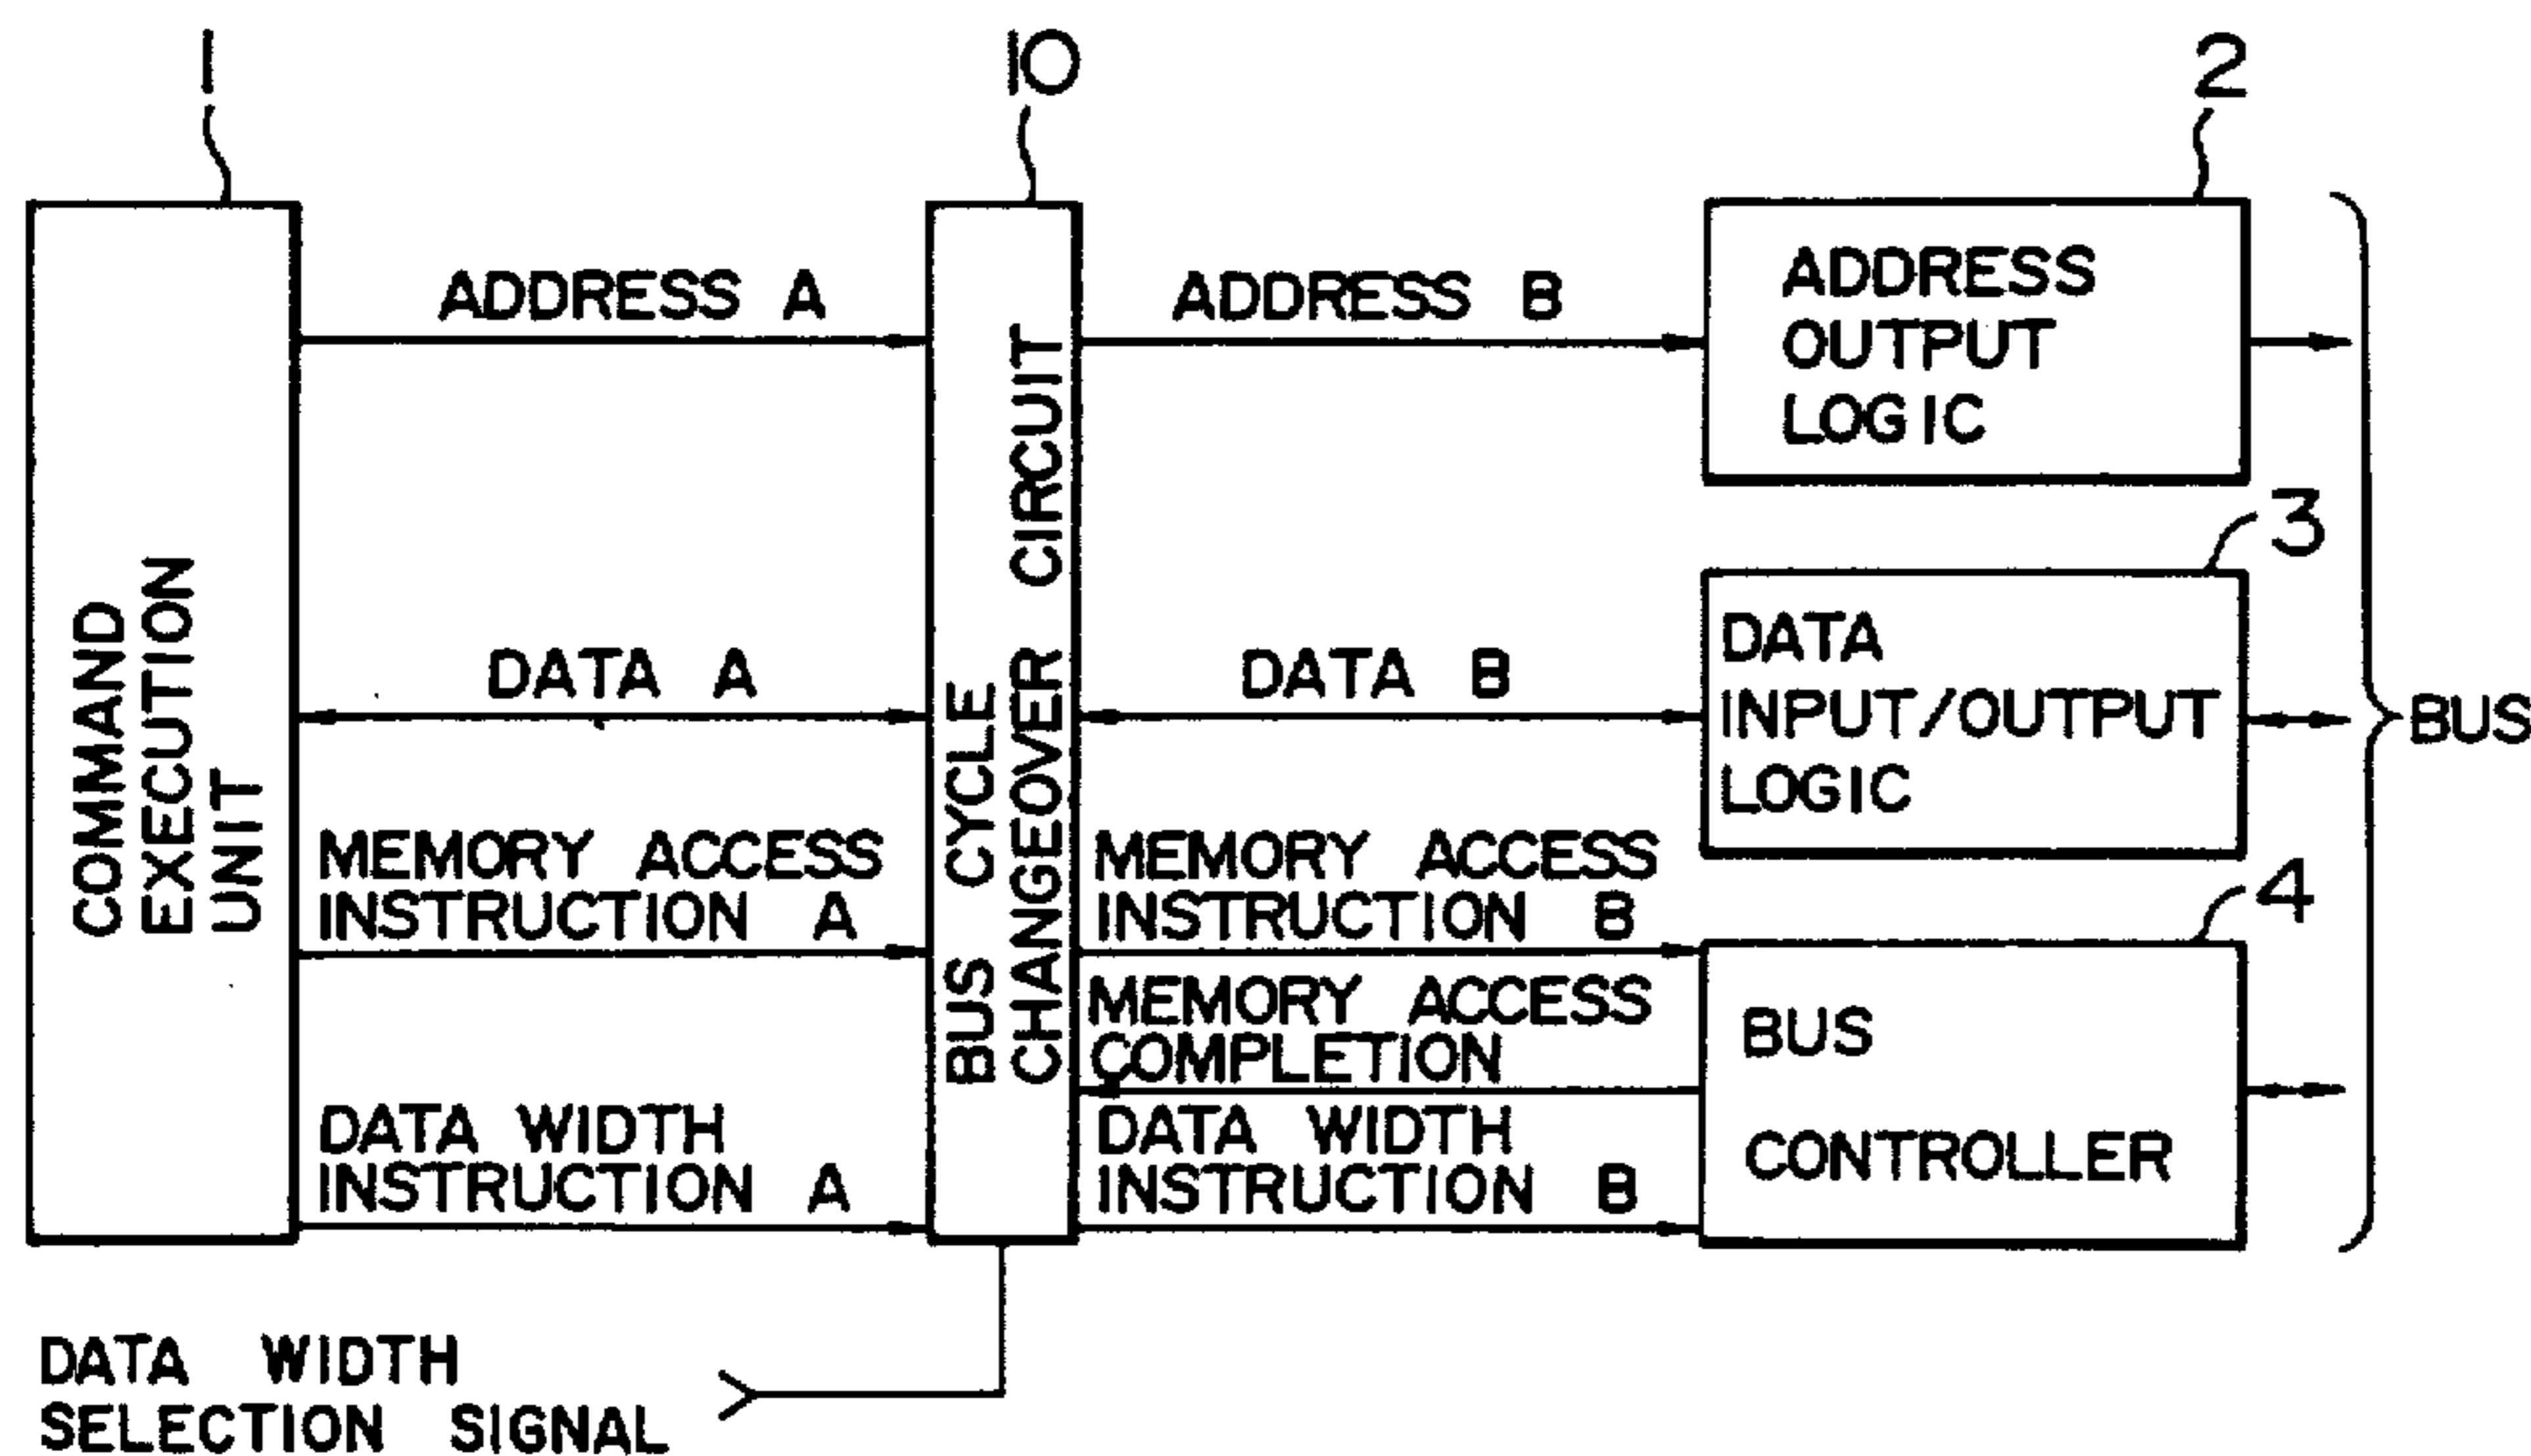 1
10
2
COMMAND
EXECUTION
UNIT
ADDRESS A
DATA A
MEMORY ACCESS
INSTRUCTION A
DATA WIDTH
INSTRUCTION A
BUS CYCLE
CHANGEOVER CIRCUIT
ADDRESS B
DATA B
MEMORY ACCESS
INSTRUCTION B
MEMORY ACCESS
COMPLETION
DATA WIDTH
INSTRUCTION B
ADDRESS
OUTPUT
LOGIC
3
DATA
INPUT/OUTPUT
LOGIC
4
BUS
CONTROLLER
BUS
DATA WIDTH
SELECTION SIGNAL